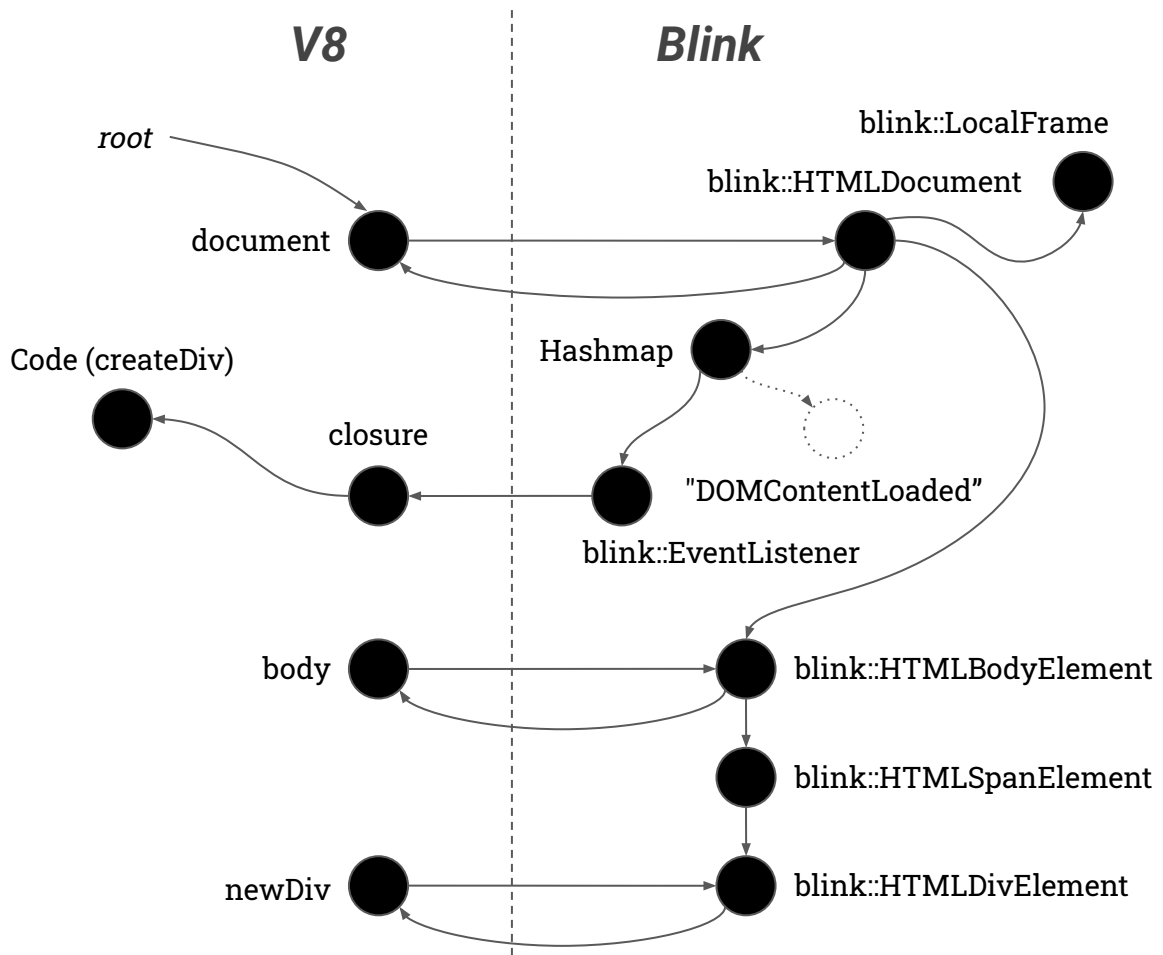 V8
Blink
root
blink::LocalFrame
blink::HTMLDocument
document
Hashmap
Code (createDiv)
closure
"DOMContentLoaded”
blink::EventListener
body
blink::HTMLBodyElement
blink::HTMLSpanElement
newDiv
blink::HTMLDivElement